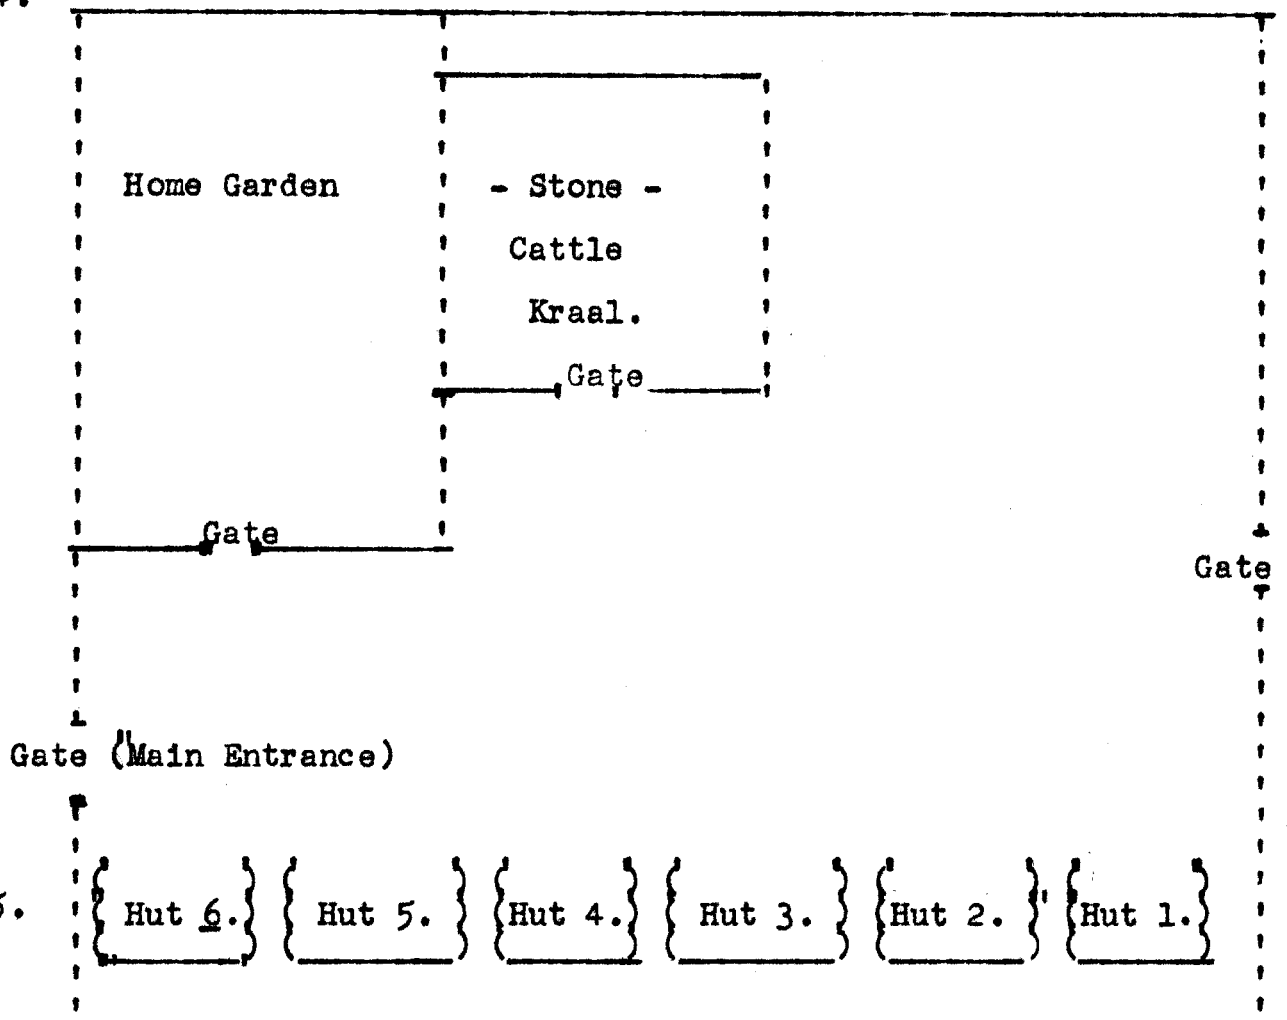 Home Garden - Stone -
Cattle
Kraal.
Gate
Gate
Gate
Gate (Main Entrance)
5. Hut 6. Hut 5. Hut 4. Hut 3. Hut 2. Hut 1.